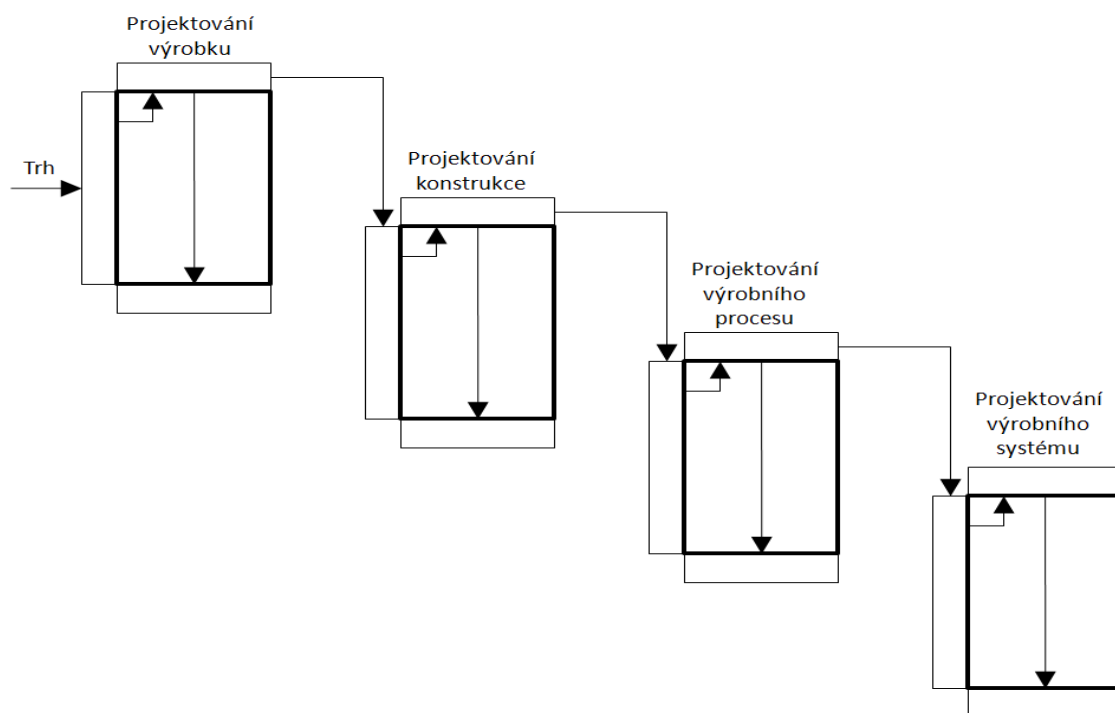 Projektování
výrobku
Trh
Projektování
konstrukce
Projektování
výrobního
procesu
Projektování
výrobního
systému